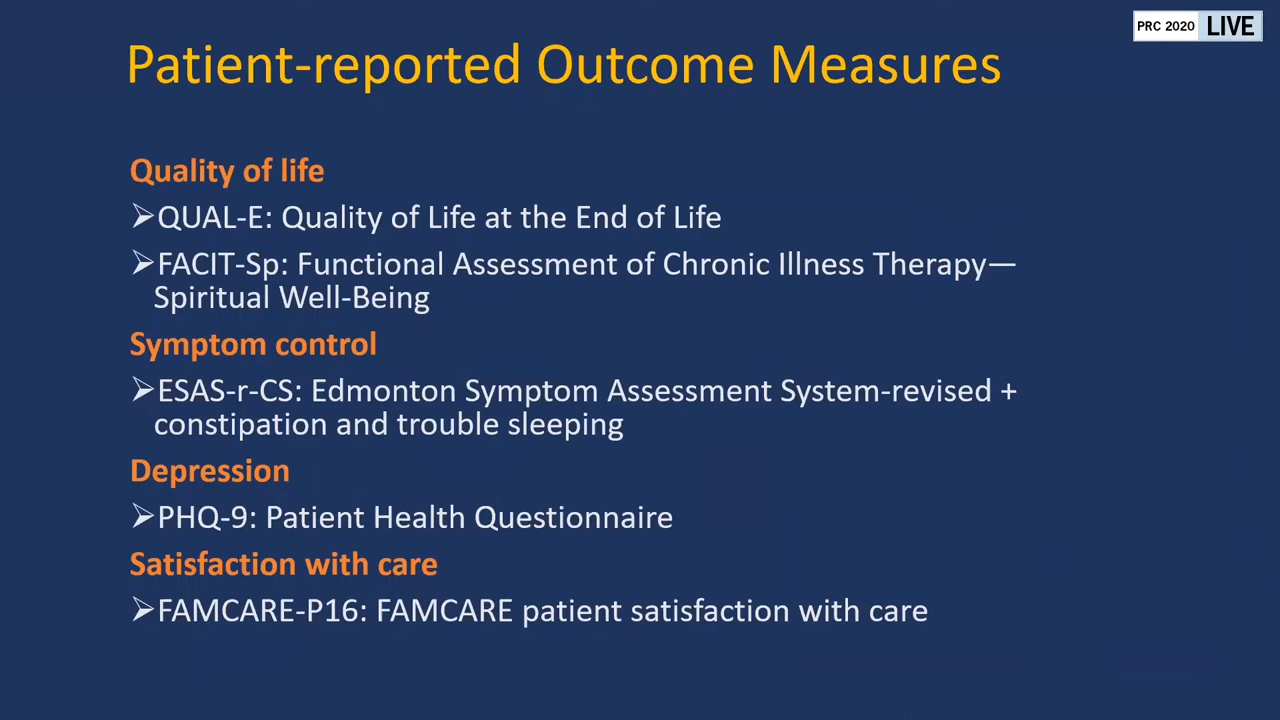 PRC 2020 LIVE
Patient-reported Outcome Measures
Quality of life
➢QUAL-E: Quality of Life at the End of Life
➢FACIT-Sp: Functional Assessment of Chronic Illness Therapy—
Spiritual Well-Being
Symptom control
➢ESAS-r-CS: Edmonton Symptom Assessment System-revised +
constipation and trouble sleeping
Depression
➢PHQ-9: Patient Health Questionnaire
Satisfaction with care
➢FAMCARE-P16: FAMCARE patient satisfaction with care